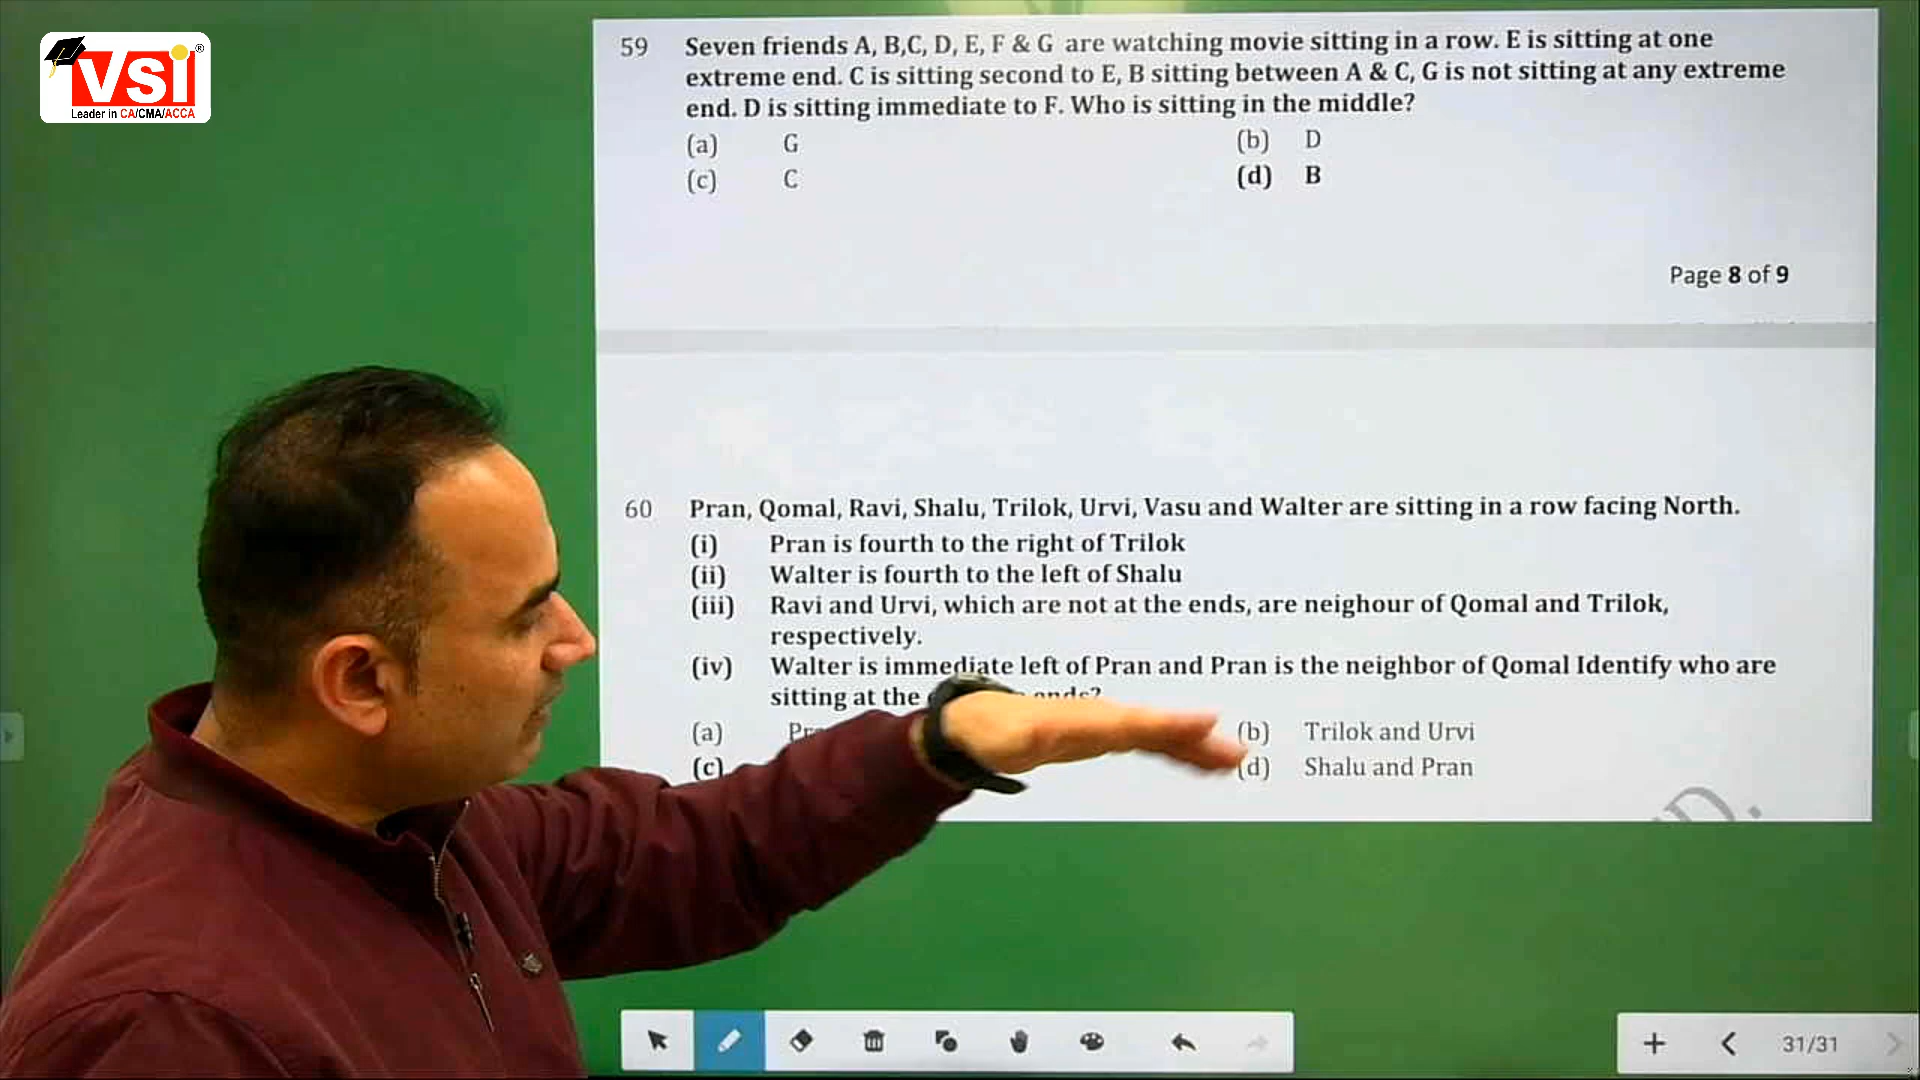 VSI ®
Leader in CA/CMA/ACCA
59 Seven friends A, B,C, D, E, F & G are watching movie sitting in a row. E is sitting at one
extreme end. C is sitting second to E, B sitting between A & C, G is not sitting at any extreme
end. D is sitting immediate to F. Who is sitting in the middle?
(a) G (b) D
(c) C (d) B
Page 8 of 9
60 Pran, Qomal, Ravi, Shalu, Trilok, Urvi, Vasu and Walter are sitting in a row facing North.
(i) Pran is fourth to the right of Trilok
(ii) Walter is fourth to the left of Shalu
(iii) Ravi and Urvi, which are not at the ends, are neighour of Qomal and Trilok,
respectively.
(iv) Walter is immediate left of Pran and Pran is the neighbor of Qomal Identify who are
sitting at the ends?
(a) (b) Trilok and Urvi
(c) (d) Shalu and Pran
D.
31/31